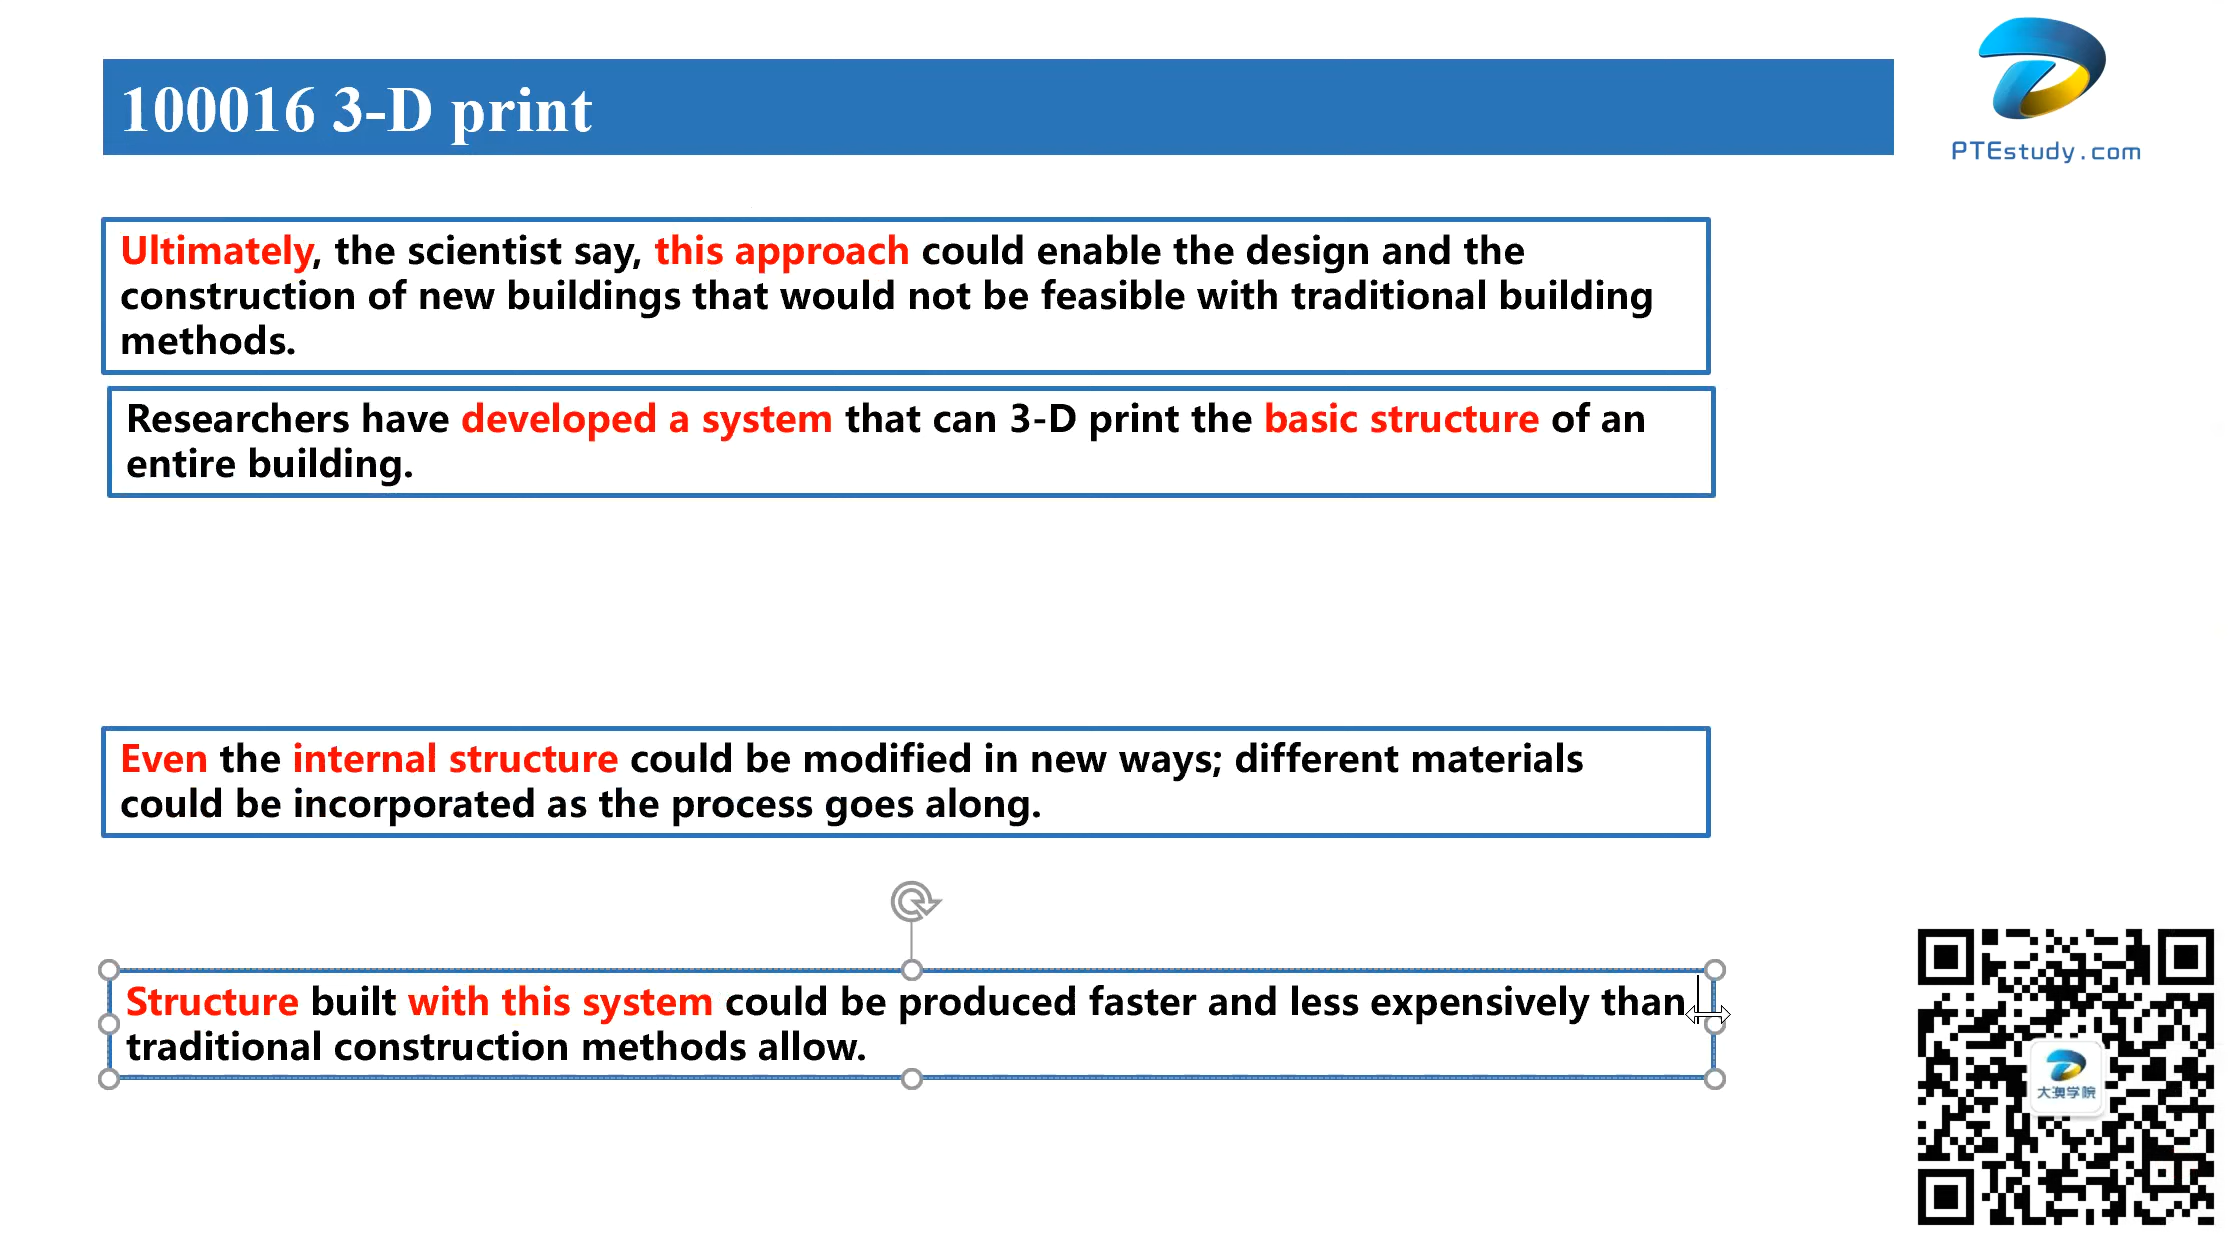 100016 3-D print
PTEstudy.com
Ultimately, the scientist say, this approach could enable the design and the
construction of new buildings that would not be feasible with traditional building
methods.
Researchers have developed a system that can 3-D print the basic structure of an
entire building.
Even the internal structure could be modified in new ways; different materials
could be incorporated as the process goes along.
Structure built with this system could be produced faster and less expensively than
traditional construction methods allow.
大澳学院